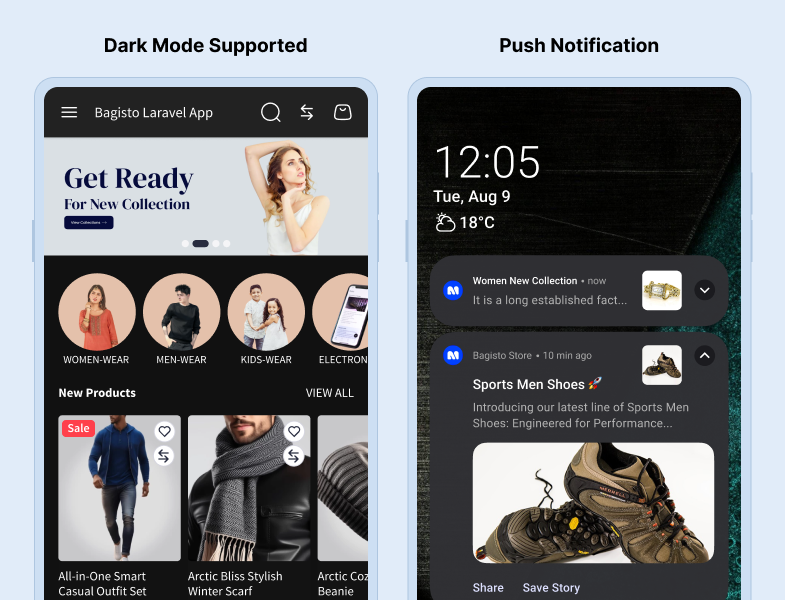 Dark Mode Supported
Push Notification
Bagisto Laravel App
Get Ready
For New Collection
View Collections
WOMEN-WEAR
MEN-WEAR
KIDS-WEAR
ELECTRON
New Products
VIEW ALL
Sale
All-in-One Smart
Casual Outfit Set
Arctic Bliss Stylish
Winter Scarf
Arctic Coz
Beanie
12:05
Tue, Aug 9
18°C
Women New Collection • now
It is a long established fact...
Bagisto Store • 10 min ago
Sports Men Shoes 🚀
Introducing our latest line of Sports Men
Shoes: Engineered for Performance...
MERRELL
Share
Save Story